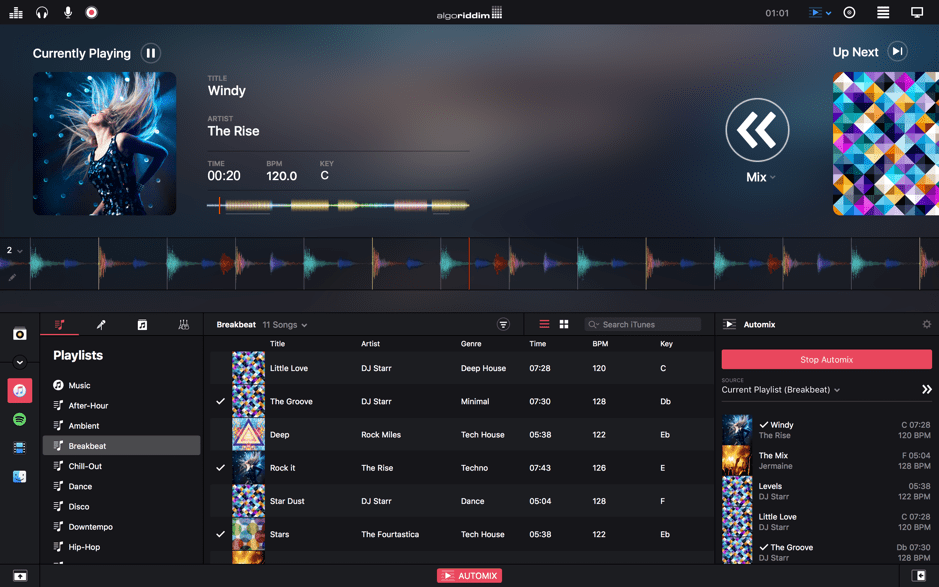 algoriddim
01:01
Currently Playing
Up Next
TITLE
Windy
ARTIST
The Rise
TIME BPM KEY
00:20 120.0 C
Mix
2
Breakbeat 11 Songs
Search iTunes
Automix
Playlists
Music
After-Hour
Ambient
Breakbeat
Chill-Out
Dance
Disco
Downtempo
Hip-Hop
Title Artist Genre Time BPM Key
Little Love DJ Starr Deep House 07:28 120 C
The Groove DJ Starr Minimal 07:30 128 Db
Deep Rock Miles Tech House 05:38 122 Eb
Rock it The Rise Techno 07:43 126 E
Star Dust DJ Starr Dance 05:04 128 F
Stars The Fourtastica Tech House 05:38 122 Eb
Stop Automix
SOURCE
Current Playlist (Breakbeat)
Windy C 07:28
The Rise 120 BPM
The Mix F 05:04
Jermaine 128 BPM
Levels 05:38
DJ Starr 122 BPM
Little Love C 07:28
DJ Starr 120 BPM
The Groove Db 07:30
DJ Starr 128 BPM
AUTOMIX